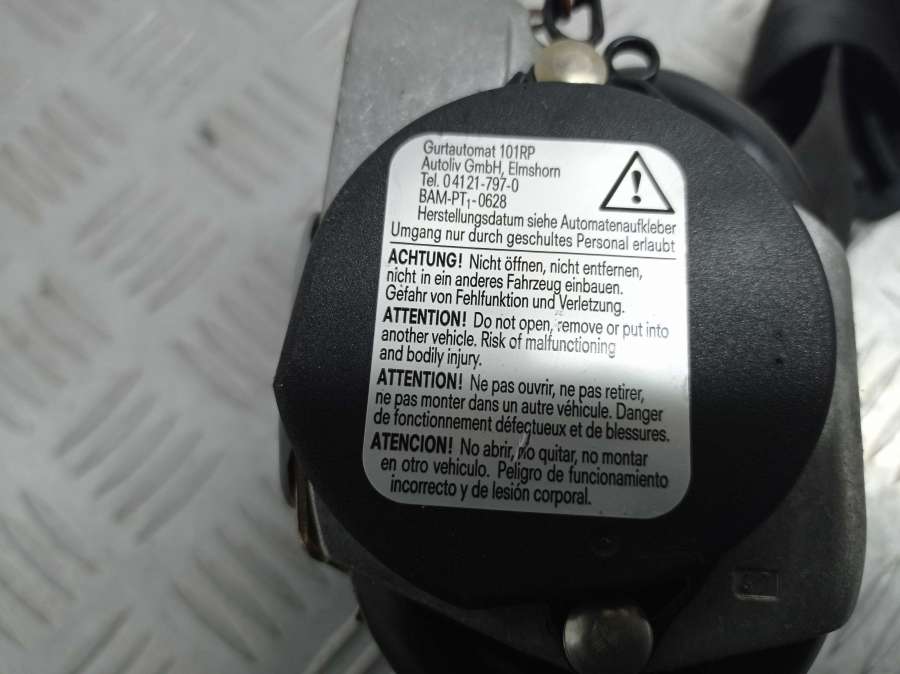 Gurtautomat 101RP
Autoliv GmbH, Elmshorn
Tel. 0 4121-797-0
BAM-PT₁-0628
Herstellungsdatum siehe Automatenaufkleber
Umgang nur durch geschultes Personal erlaubt
ACHTUNG! Nicht öffnen, nicht entfernen,
nicht in ein anderes Fahrzeug einbauen.
Gefahr von Fehlfunktion und Verletzung.
ATTENTION! Do not open, remove or put into
another vehicle. Risk of malfunctioning
and bodily injury.
ATTENTION! Ne pas ouvrir, ne pas retirer,
ne pas monter dans un autre véhicule. Danger
de fonctionnement défectueux et de blessures.
ATENCION! No abrir, no quitar, no montar
en otro vehiculo. Peligro de funcionamiento
incorrecto y de lesión corporal.